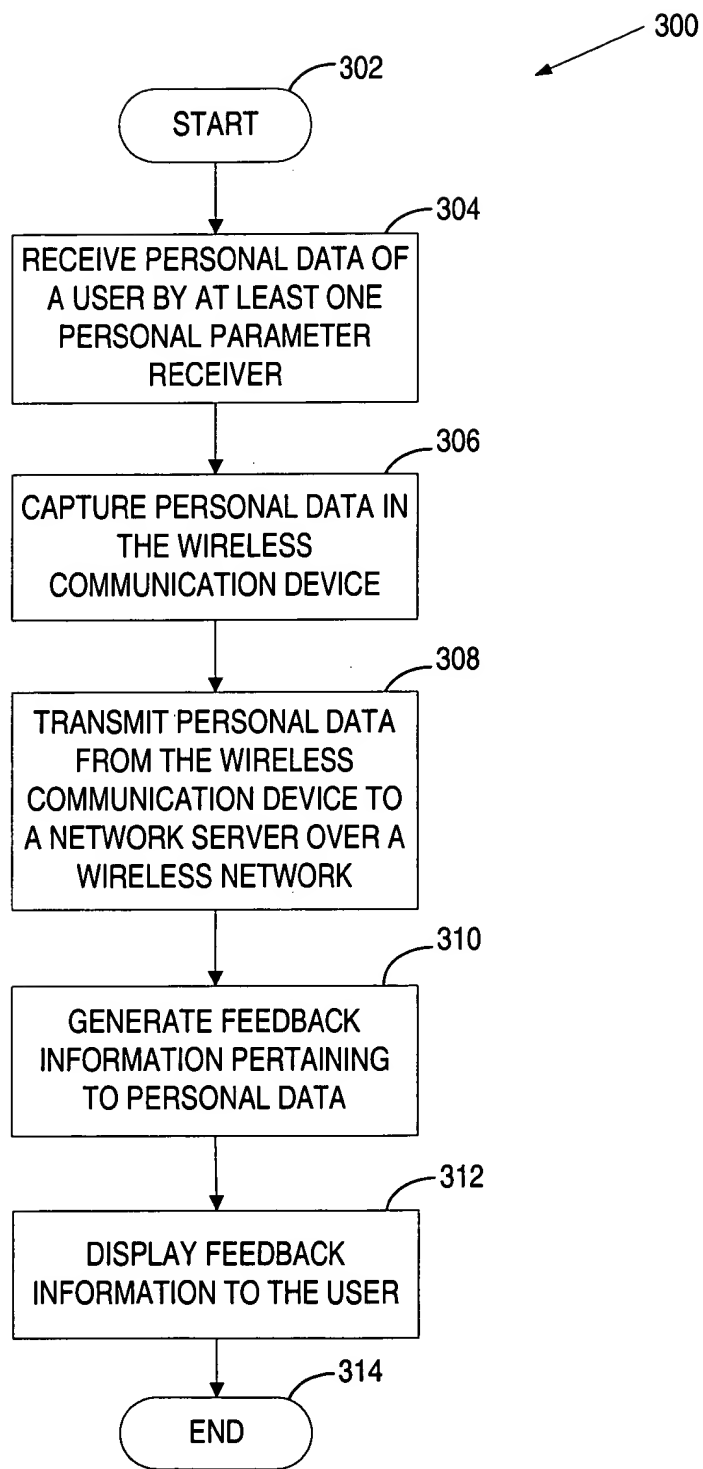 300
302
START
304
RECEIVE PERSONAL DATA OF
A USER BY AT LEAST ONE
PERSONAL PARAMETER
RECEIVER
306
CAPTURE PERSONAL DATA IN
THE WIRELESS
COMMUNICATION DEVICE
308
TRANSMIT PERSONAL DATA
FROM THE WIRELESS
COMMUNICATION DEVICE TO
A NETWORK SERVER OVER A
WIRELESS NETWORK
310
GENERATE FEEDBACK
INFORMATION PERTAINING
TO PERSONAL DATA
312
DISPLAY FEEDBACK
INFORMATION TO THE USER
314
END